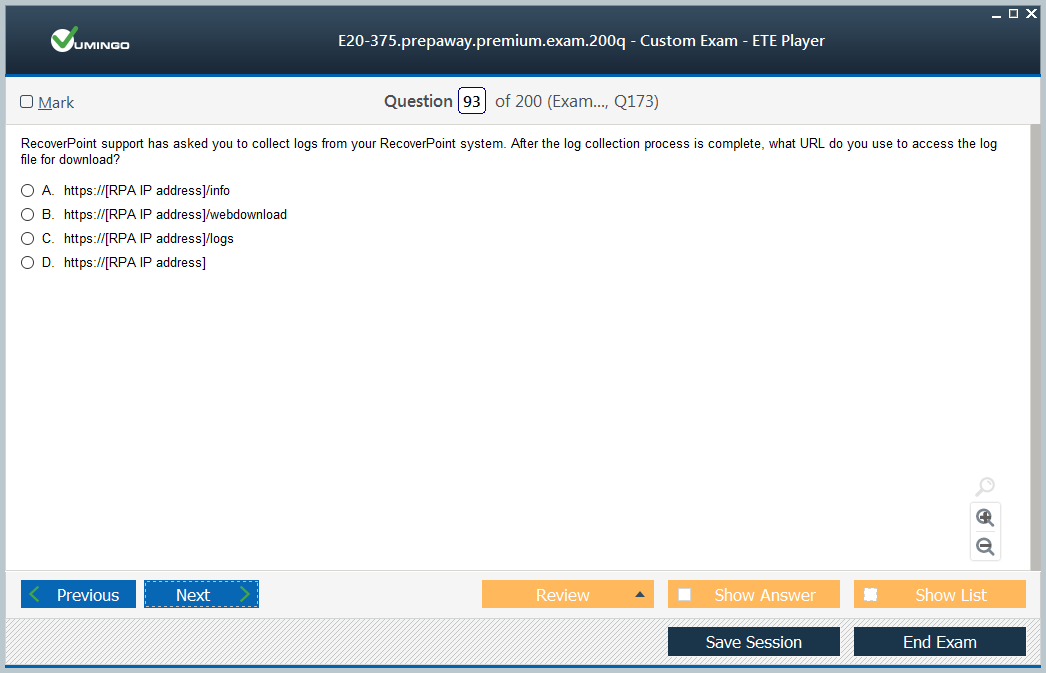 VUMINGO
E20-375.prepaway.premium.exam.200q - Custom Exam - ETE Player
Mark
Question 93 of 200 (Exam..., Q173)
RecoverPoint support has asked you to collect logs from your RecoverPoint system. After the log collection process is complete, what URL do you use to access the log
file for download?
A. https://[RPA IP address]/info
B. https://[RPA IP address]/webdownload
C. https://[RPA IP address]/logs
D. https://[RPA IP address]
Previous
Next
Review
Show Answer
Show List
Save Session
End Exam